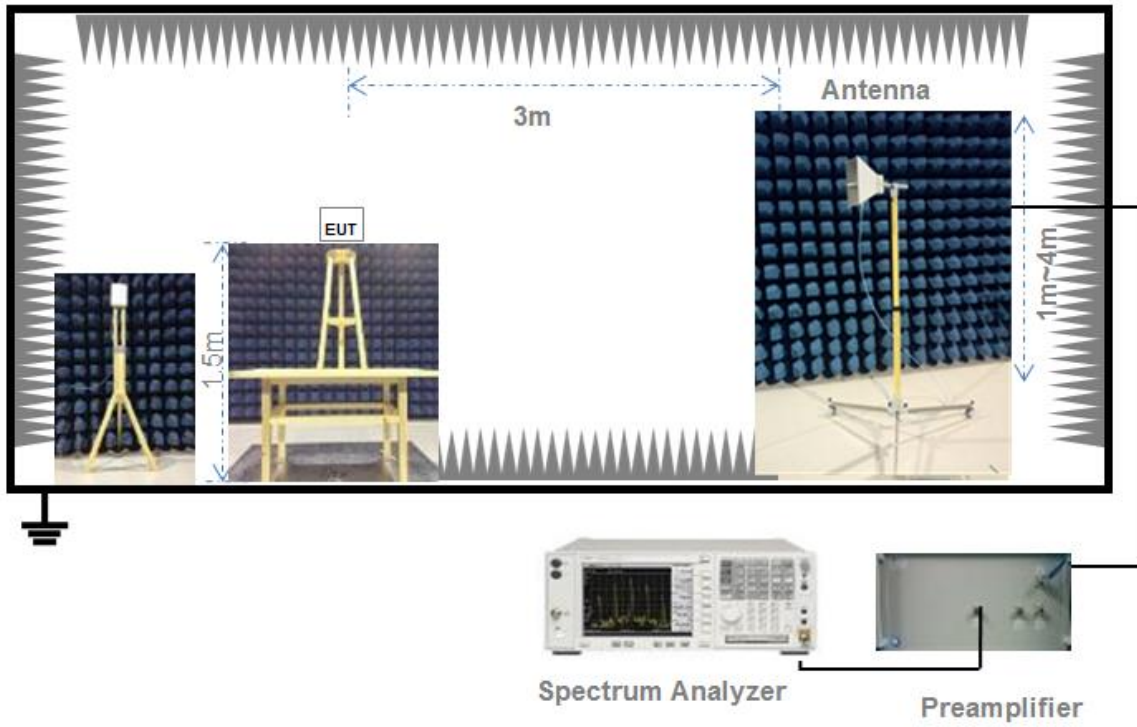 Antenna
3m
EUT
1.5m
1m~4m
Spectrum Analyzer
Preamplifier